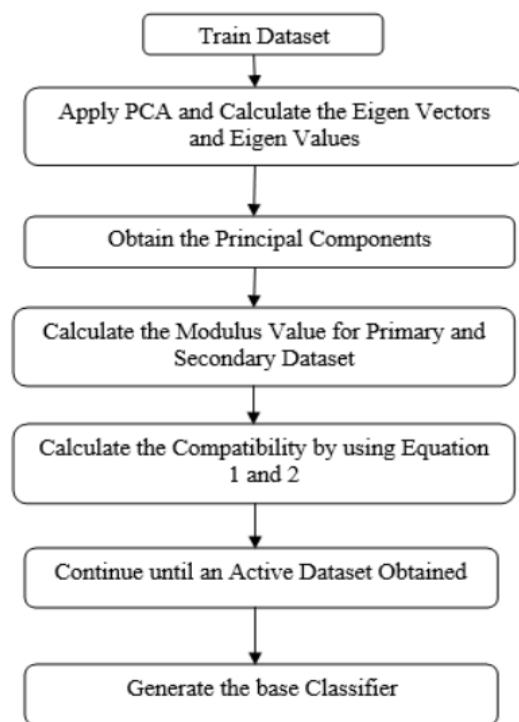 Train Dataset
Apply PCA and Calculate the Eigen Vectors
and Eigen Values
Obtain the Principal Components
Calculate the Modulus Value for Primary and
Secondary Dataset
Calculate the Compatibility by using Equation
1 and 2
Continue until an Active Dataset Obtained
Generate the base Classifier